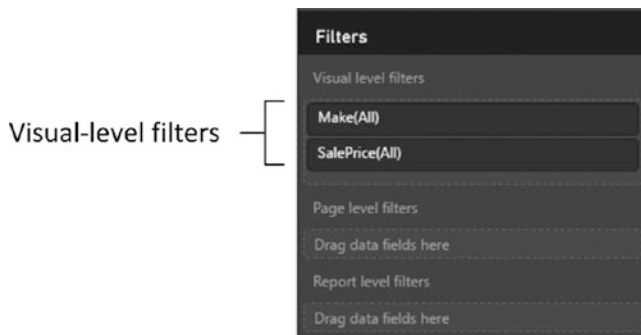 Filters
Visual level filters
Visual-level filters
Make(All)
SalePrice(All)
Page level filters
Drag data fields here
Report level filters
Drag data fields here